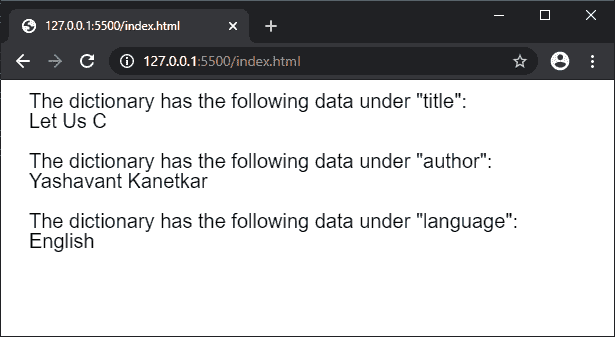 127.0.0.1:5500/index.html
127.0.0.1:5500/index.html
The dictionary has the following data under "title":
Let Us C
The dictionary has the following data under "author":
Yashavant Kanetkar
The dictionary has the following data under "language":
English